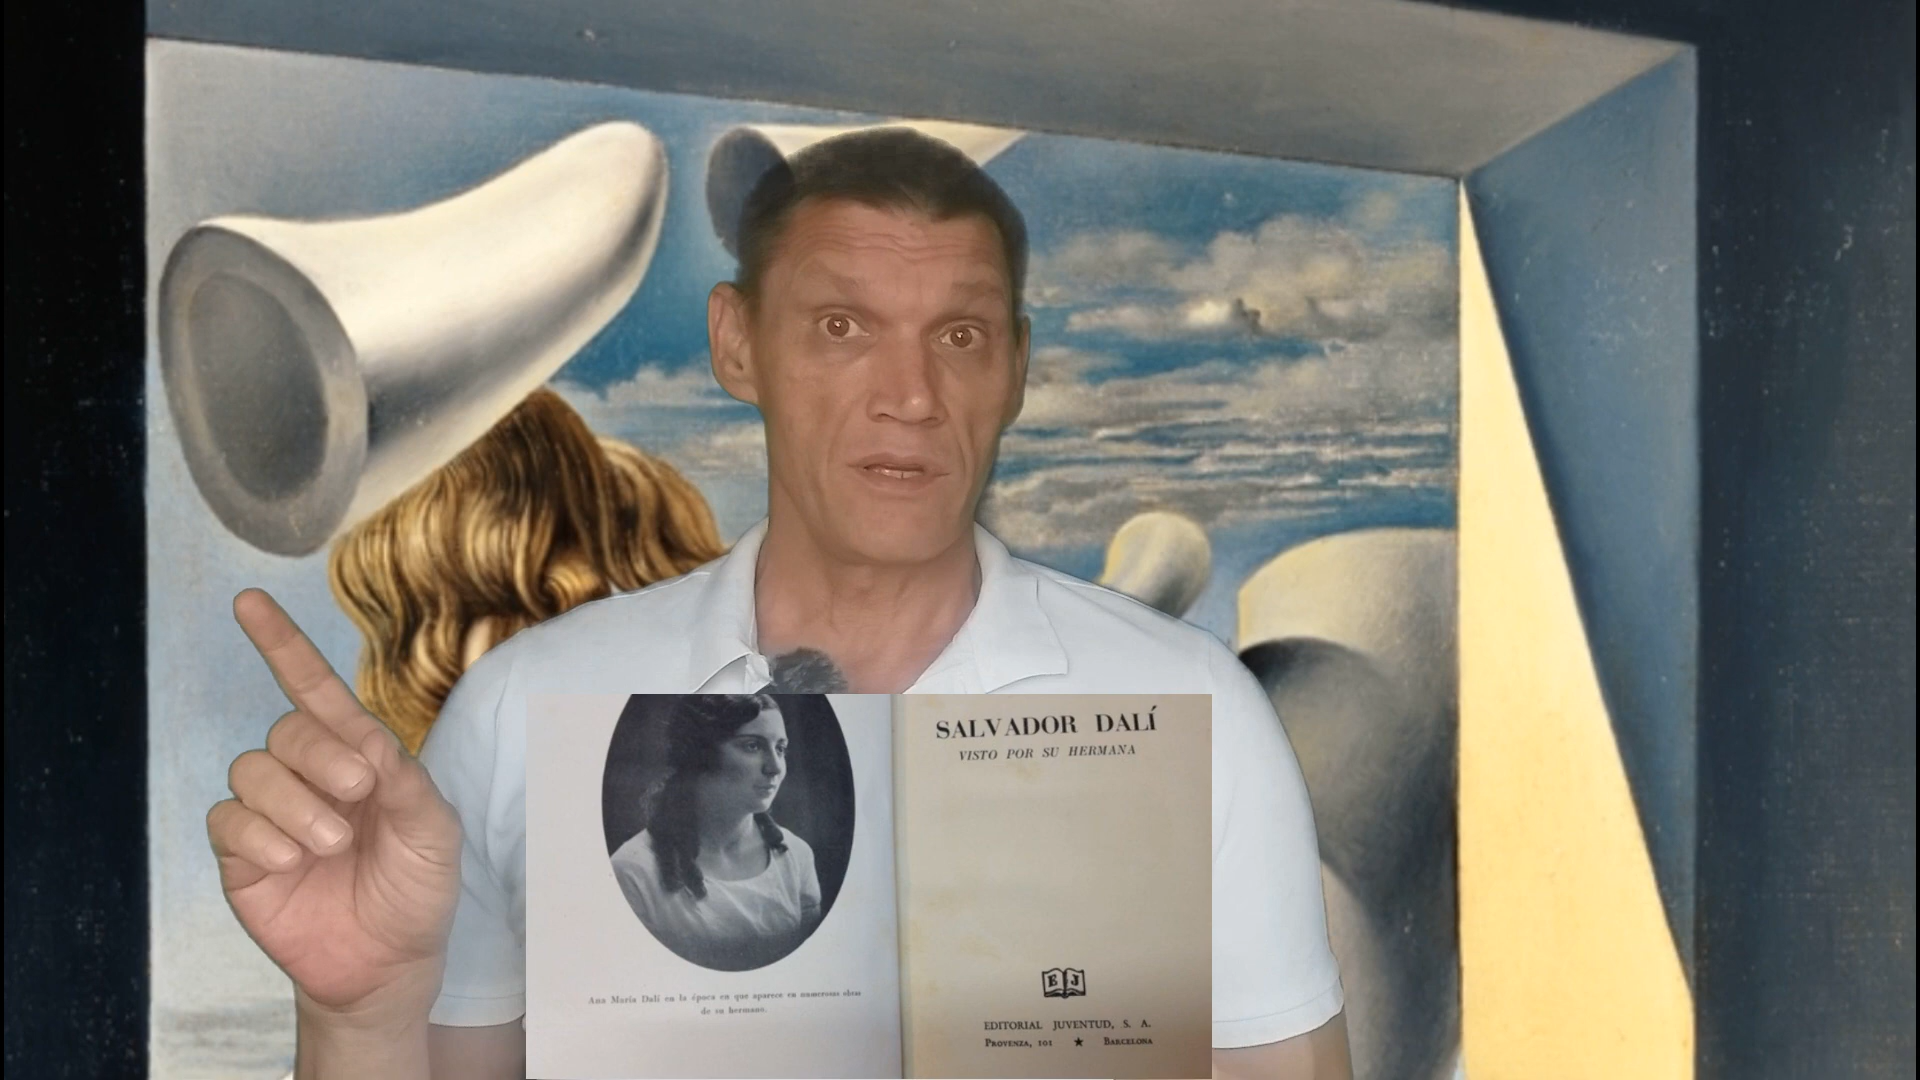 SALVADOR DALÍ
VISTO POR SU HERMANA
Ana María Dalí en la época en que aparece en numerosas obras
de su hermano.
E J
EDITORIAL JUVENTUD, S. A.
PROVENZA, 101 ★ BARCELONA